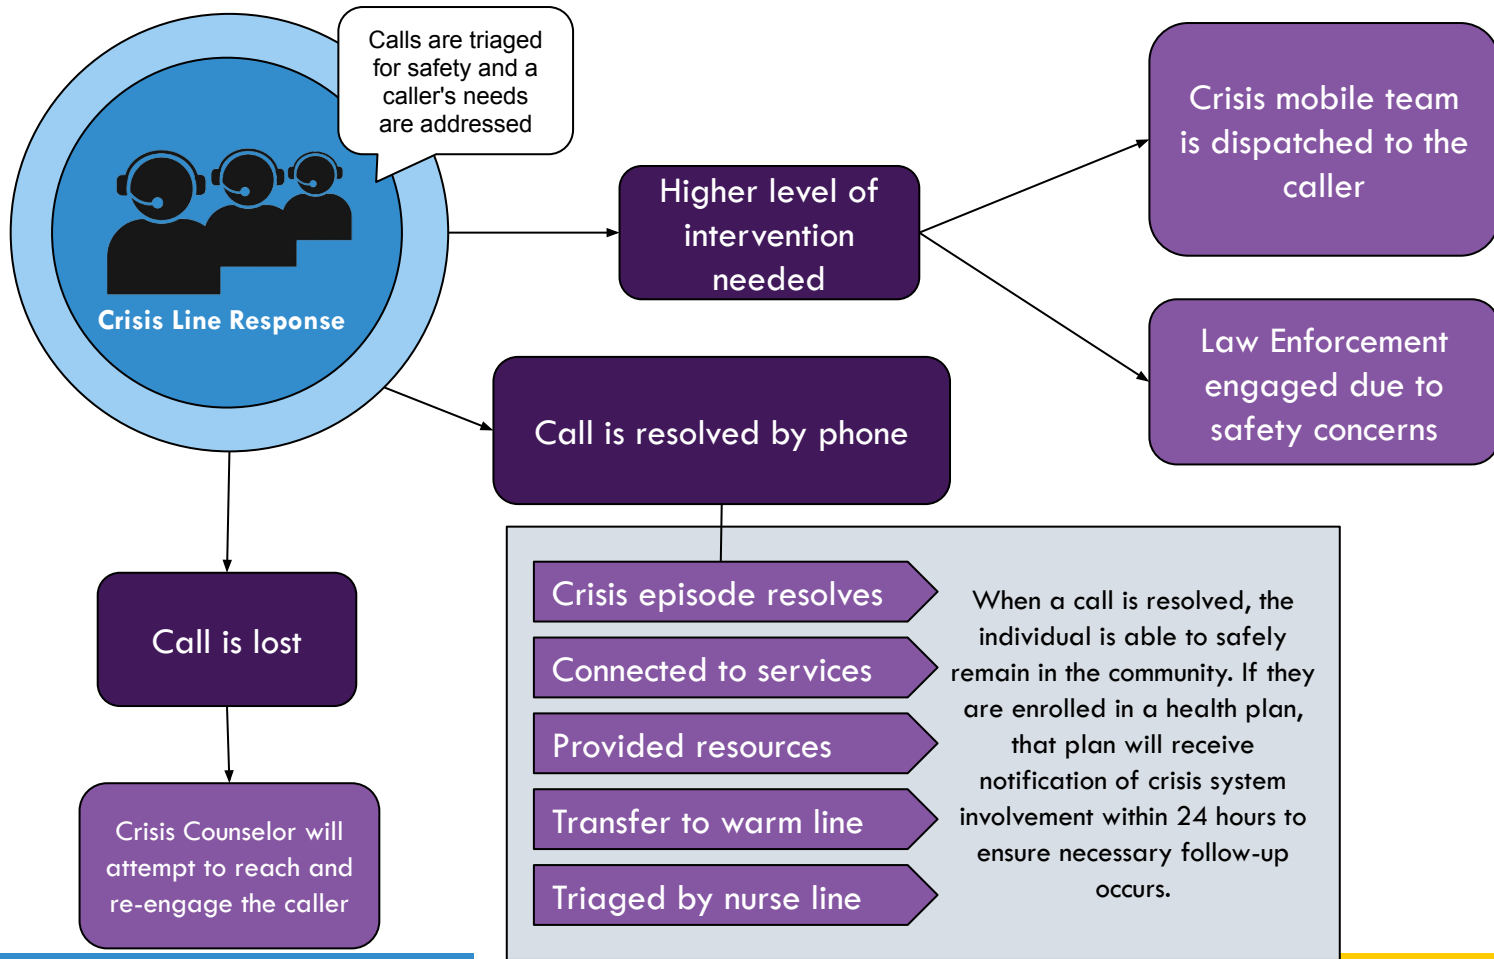 Calls are triaged
for safety and a
caller's needs
are addressed
Crisis Line Response
Higher level of
intervention
needed
Crisis mobile team
is dispatched to the
caller
Law Enforcement
engaged due to
safety concerns
Call is resolved by phone
Call is lost
Crisis Counselor will
attempt to reach and
re-engage the caller
Crisis episode resolves
Connected to services
Provided resources
Transfer to warm line
Triaged by nurse line
When a call is resolved, the
individual is able to safely
remain in the community. If they
are enrolled in a health plan,
that plan will receive
notification of crisis system
involvement within 24 hours to
ensure necessary follow-up
occurs.